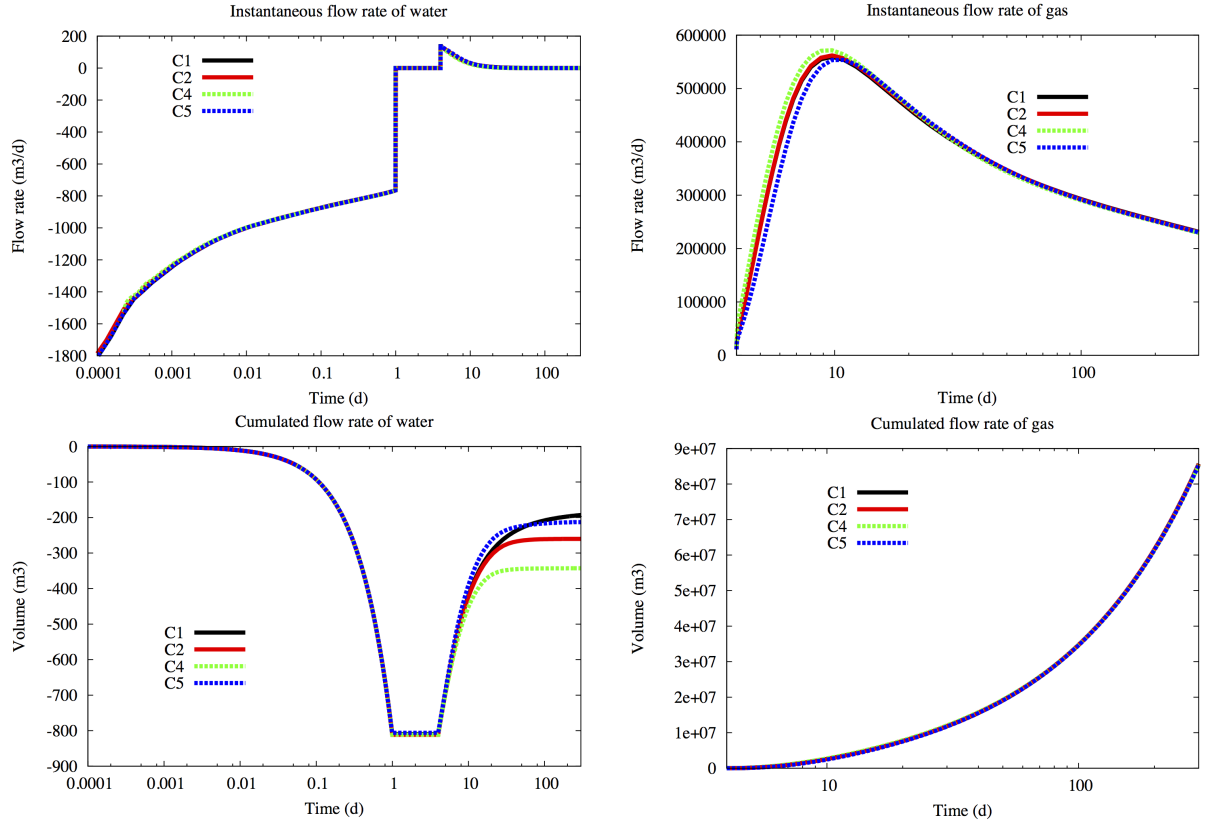 Instantaneous flow rate of water
200
0
-200
-400
-600
-800
-1000
-1200
-1400
-1600
-1800
Flow rate (m3/d)
C1
C2
C4
C5
0.0001
0.001
0.01
0.1
1
10
100
Time (d)
Instantaneous flow rate of gas
600000
500000
400000
300000
200000
100000
0
Flow rate (m3/d)
C1
C2
C4
C5
10
100
Time (d)
Cumulated flow rate of water
0
-100
-200
-300
-400
-500
-600
-700
-800
-900
Volume (m3)
C1
C2
C4
C5
0.0001
0.001
0.01
0.1
1
10
100
Time (d)
Cumulated flow rate of gas
9e+07
8e+07
7e+07
6e+07
5e+07
4e+07
3e+07
2e+07
1e+07
0
Volume (m3)
C1
C2
C4
C5
10
100
Time (d)